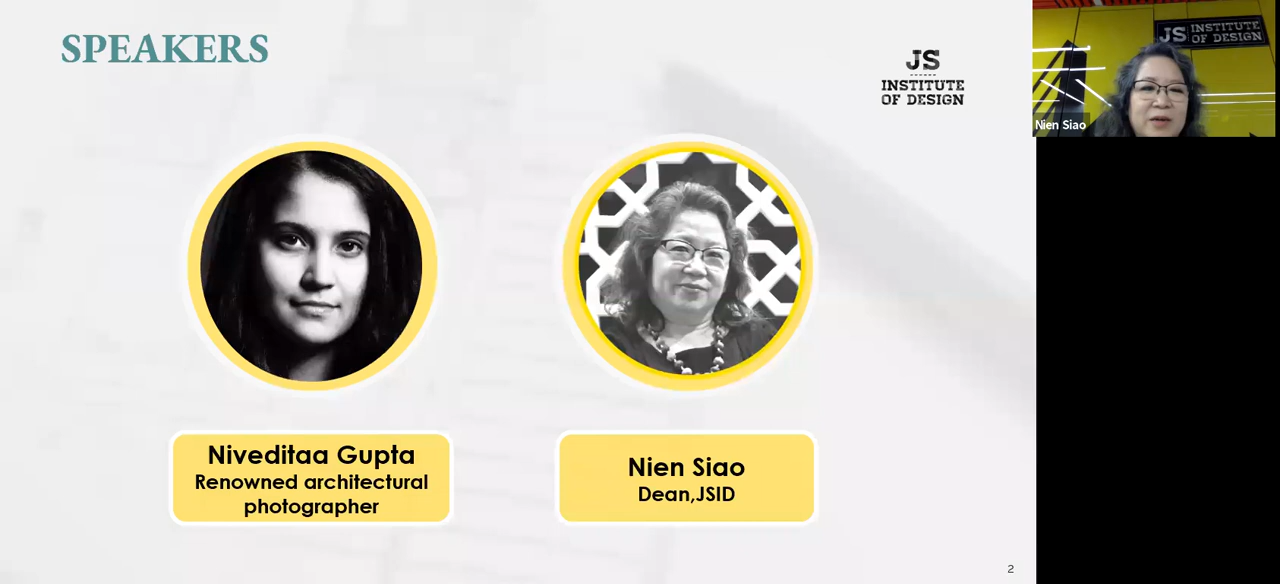 SPEAKERS
JS
INSTITUTE
OF DESIGN
Niveditaa Gupta
Renowned architectural
photographer
Nien Siao
Dean,JSID
2
JS INSTITUTE
OF DESIGN
Nien Siao